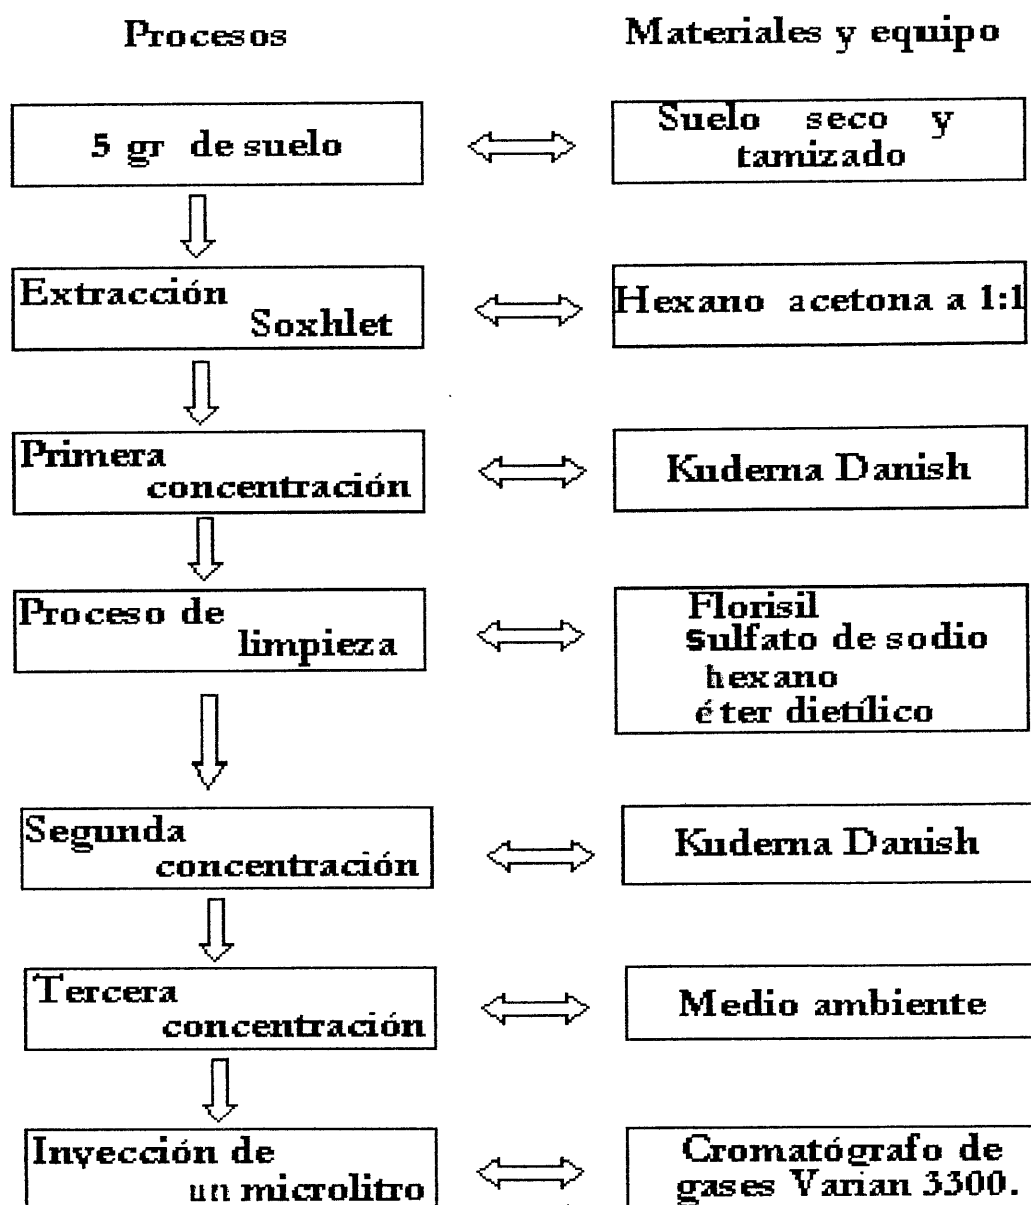 Procesos
Materiales y equipo
5 gr de suelo
Suelo seco y
tamizado
Extracción
Soxhlet
Hexano acetona a 1:1
Primera
concentración
Kuderna Danish
Proceso de
limpieza
Florisil
Sulfato de sodio
hexano
éter dietílico
Segunda
concentración
Kuderna Danish
Tercera
concentración
Medio ambiente
Inyección de
un microlitro
Cromatógrafo de
gases Varian 3300.